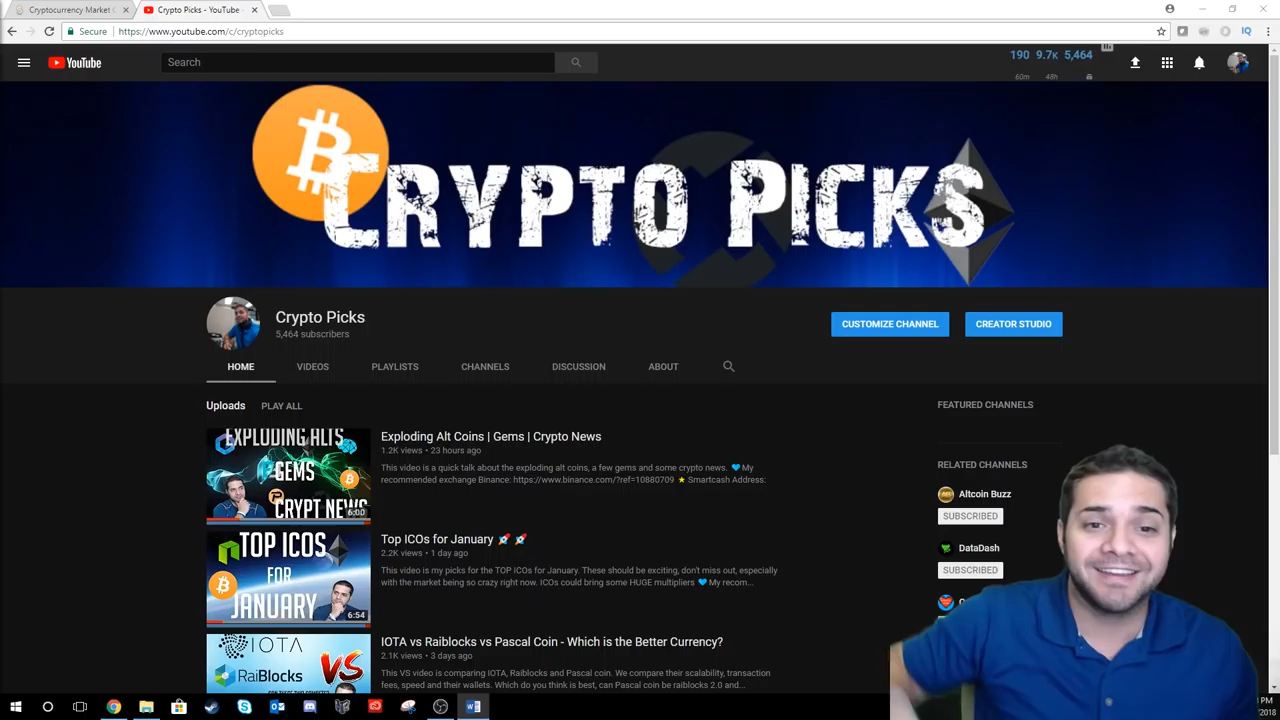 Cryptocurrency Market C
Crypto Picks - YouTube -
Secure
https://www.youtube.com/c/cryptopicks
YouTube
Search
190 9.7K 5,464
60m 48h
CRYPTO PICKS
Crypto Picks
5,464 subscribers
CUSTOMIZE CHANNEL
CREATOR STUDIO
HOME VIDEOS PLAYLISTS CHANNELS DISCUSSION ABOUT
Uploads PLAY ALL
FEATURED CHANNELS
EXPLODING ALTS
GEMS
CRYPT NEWS
6:00
Exploding Alt Coins | Gems | Crypto News
1.2K views • 23 hours ago
This video is a quick talk about the exploding alt coins, a few gems and some crypto news. 💙My
recommended exchange Binance: https://www.binance.com/?ref=10880709 ★ Smartcash Address:
RELATED CHANNELS
Altcoin Buzz
SUBSCRIBED
DataDash
SUBSCRIBED
TOP ICOS
FOR
JANUARY
6:54
Top ICOs for January 🚀 🚀
2.2K views • 1 day ago
This video is my picks for the TOP ICOs for January. These should be exciting, don't miss out, especially
with the market being so crazy right now. ICOs could bring some HUGE multipliers 💙My recom...
IOTA
RAIBLOCKS
VS
IOTA vs Raiblocks vs Pascal Coin - Which is the Better Currency?
2.1K views • 3 days ago
This VS video is comparing IOTA, Raiblocks and Pascal coin. We compare their scalability, transaction
fees, speed and their wallets. Which do you think is best, can Pascal coin be raiblocks 2.0 and...
PM
/2018